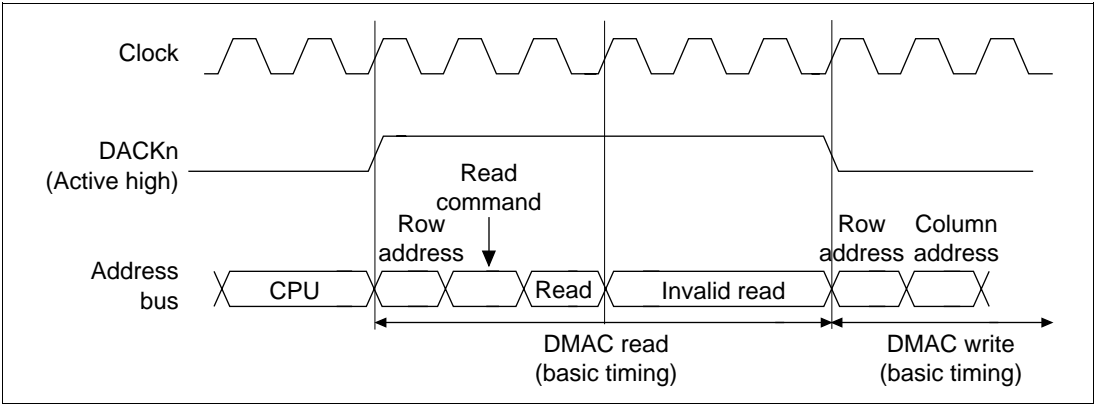 Clock
DACKn
(Active high)
Read
command
Row
address
Row
address
Column
address
Address
bus
CPU
Read
Invalid read
DMAC read
(basic timing)
DMAC write
(basic timing)